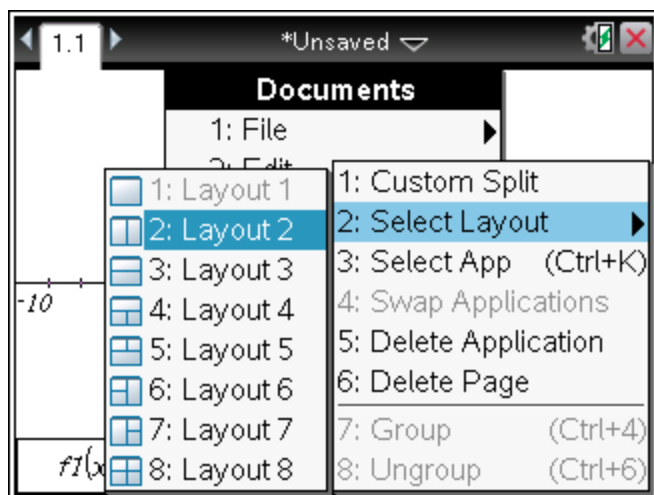 1.1
*Unsaved
Documents
1: File
2: Edit
1: Layout 1
2: Layout 2
3: Layout 3
4: Layout 4
5: Layout 5
6: Layout 6
7: Layout 7
8: Layout 8
1: Custom Split
2: Select Layout
3: Select App (Ctrl+K)
4: Swap Applications
5: Delete Application
6: Delete Page
7: Group (Ctrl+4)
8: Ungroup (Ctrl+6)
-10
f1(x